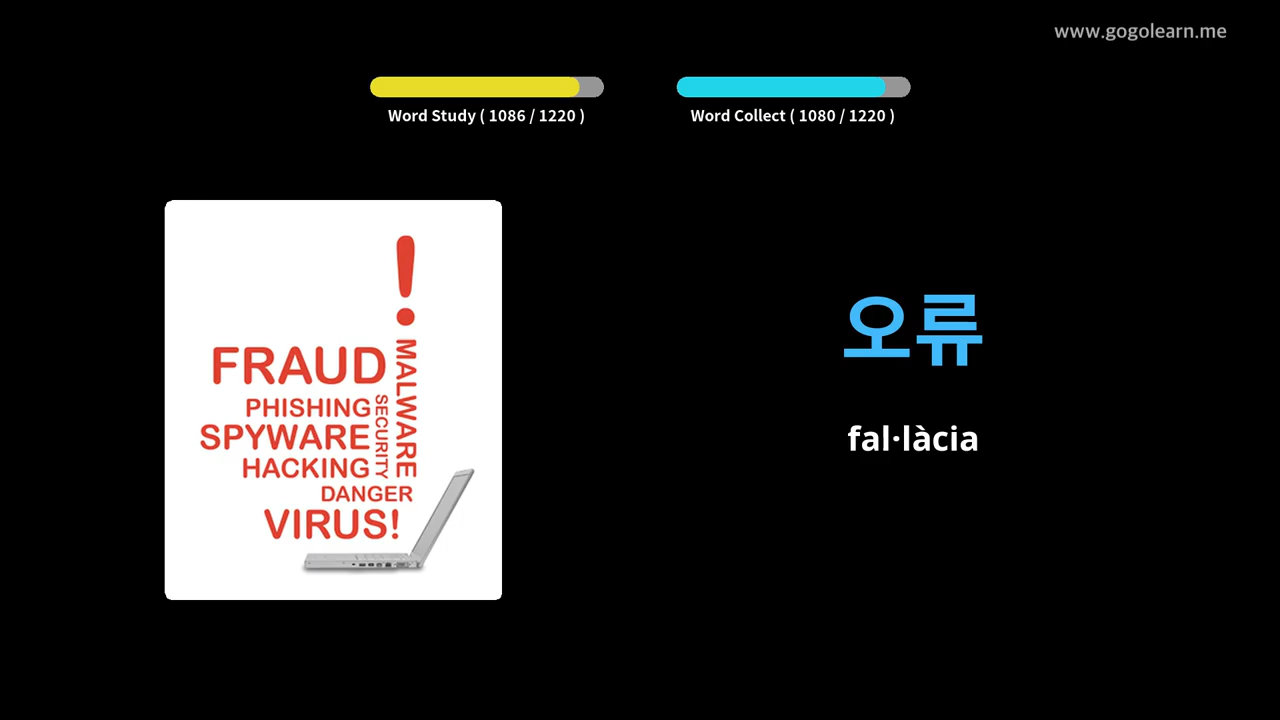 www.gogolearn.me
Word Study ( 1086 / 1220 )
Word Collect ( 1080 / 1220 )
!
FRAUD
MALWARE
PHISHING
SECURITY
SPYWARE
HACKING
DANGER
VIRUS!
오류
fal·làcia